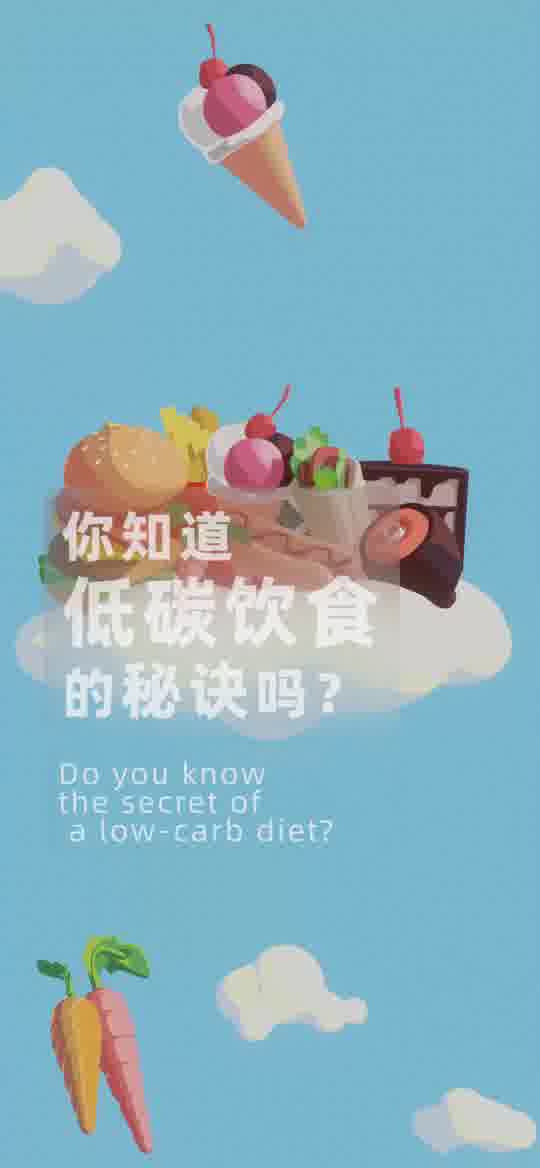 你知道
低碳饮食
的秘诀吗?
Do you know
the secret of
a low-carb diet?